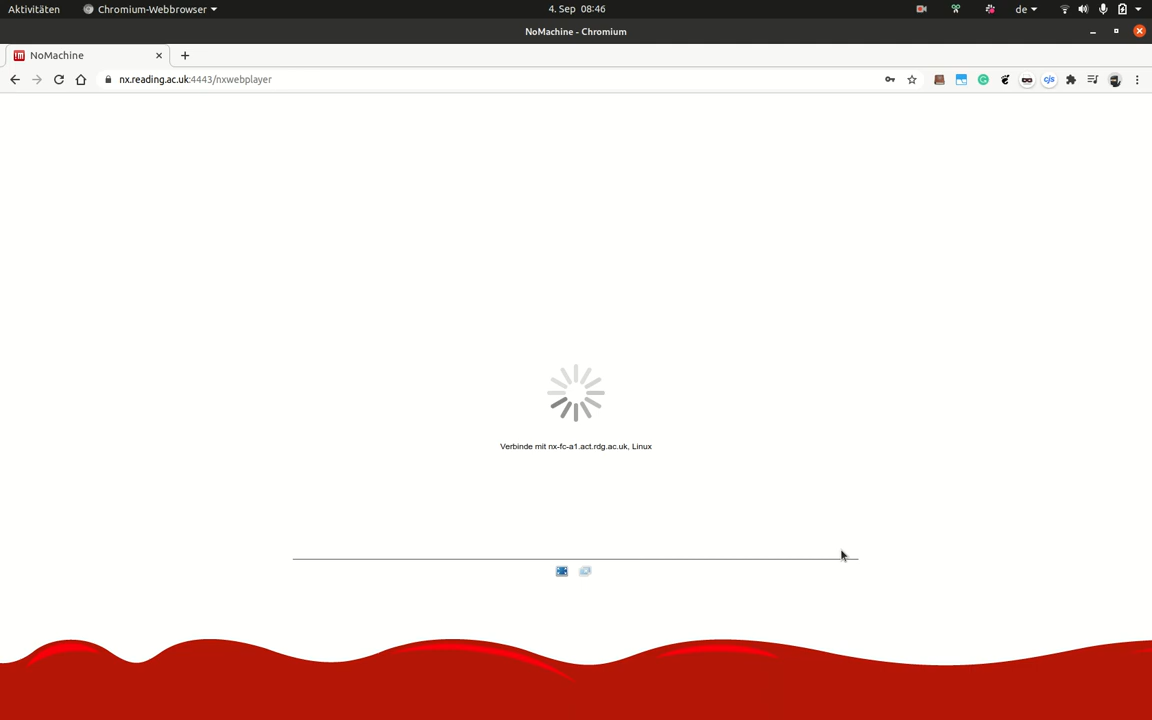 Aktivitäten Chromium-Webbrowser 4. Sep 08:46 de
NoMachine - Chromium
NoMachine
nx.reading.ac.uk:4443/nxwebplayer
Verbinde mit nx-fc-a1.act.rdg.ac.uk, Linux